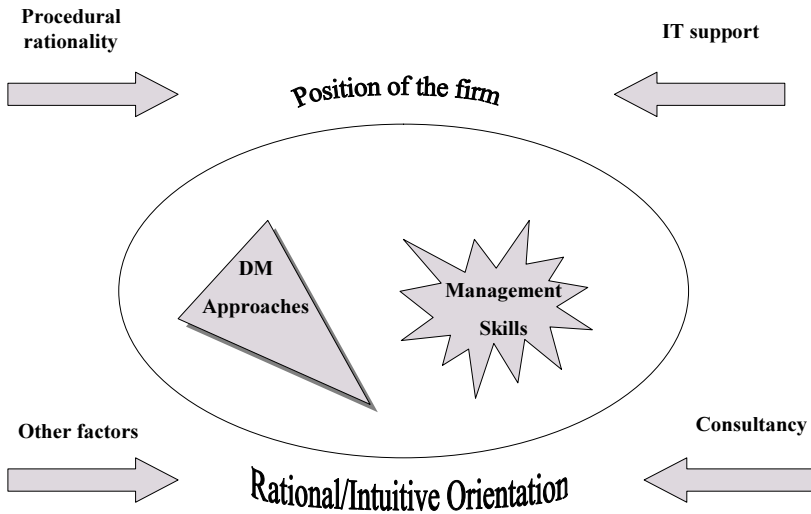 Procedural
rationality
IT support
Position of the firm
DM
Approaches
Management
Skills
Other factors
Consultancy
Rational/Intuitive Orientation